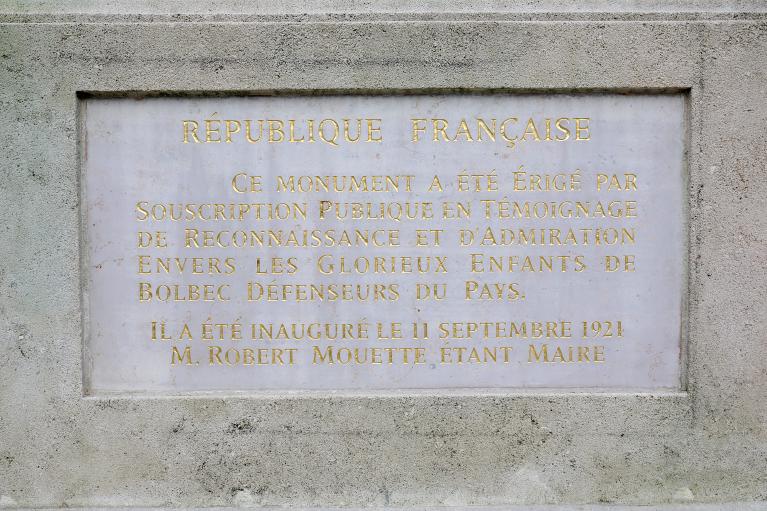 RÉPUBLIQUE FRANÇAISE
CE MONUMENT A ÉTÉ ÉRIGÉ PAR
SOUSCRIPTION PUBLIQUE EN TÉMOIGNAGE
DE RECONNAISSANCE ET D'ADMIRATION
ENVERS LES GLORIEUX ENFANTS DE
BOLBEC DÉFENSEURS DU PAYS.
IL A ÉTÉ INAUGURÉ LE 11 SEPTEMBRE 1921
M. ROBERT MOUETTE ÉTANT MAIRE